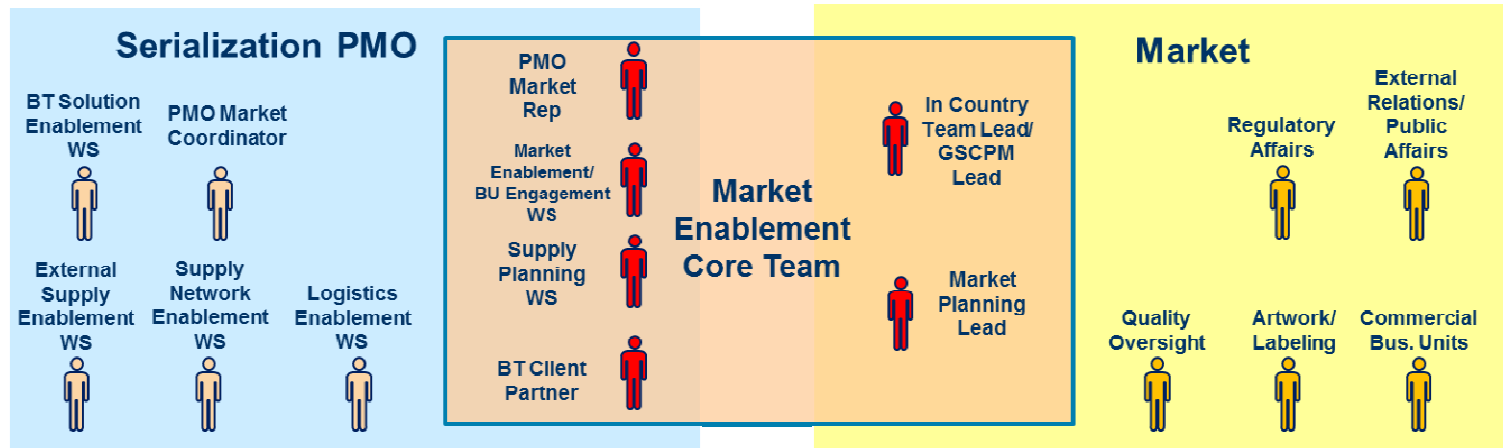 Serialization PMO
BT Solution
Enablement
WS
PMO Market
Coordinator
External
Supply
Enablement
WS
Supply
Network
Enablement
WS
Logistics
Enablement
WS
PMO
Market
Rep
Market
Enablement/
BU Engagement
WS
Supply
Planning
WS
BT Client
Partner
Market
Enablement
Core Team
In Country
Team Lead/
GSCPM
Lead
Market
Planning
Lead
Market
Regulatory
Affairs
External
Relations/
Public
Affairs
Quality
Oversight
Artwork/
Labeling
Commercial
Bus. Units